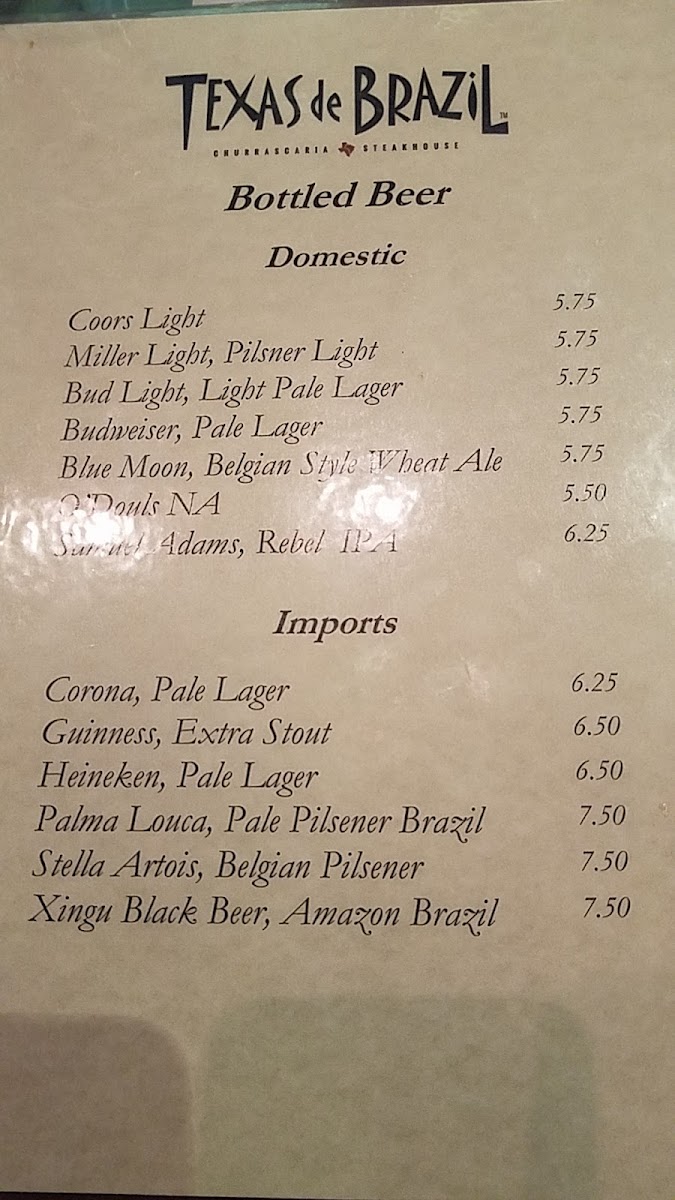 TEXAS de BRAZIL TM
CHURRASCARIA STEAKHOUSE
Bottled Beer
Domestic
Coors Light 5.75
Miller Light, Pilsner Light 5.75
Bud Light, Light Pale Lager 5.75
Budweiser, Pale Lager 5.75
Blue Moon, Belgian Style Wheat Ale 5.75
O'Douls NA 5.50
Samuel Adams, Rebel IPA 6.25
Imports
Corona, Pale Lager 6.25
Guinness, Extra Stout 6.50
Heineken, Pale Lager 6.50
Palma Louca, Pale Pilsener Brazil 7.50
Stella Artois, Belgian Pilsener 7.50
Xingu Black Beer, Amazon Brazil 7.50